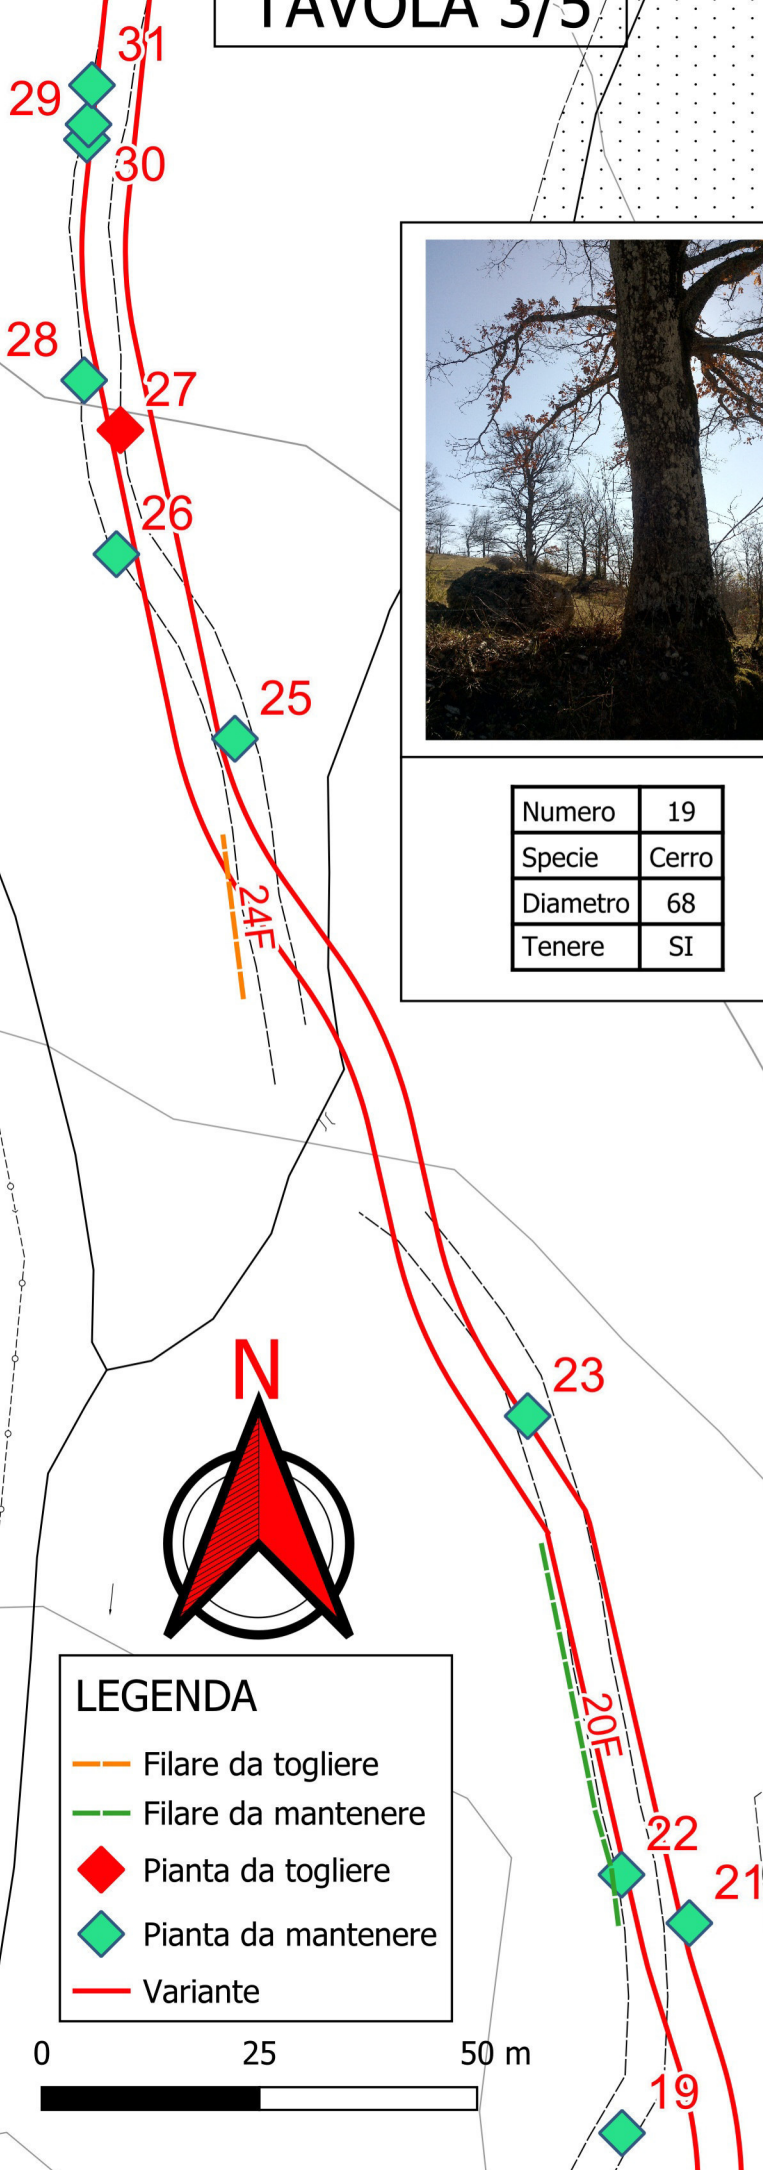 TAVOLA 3/5
31
29
30
28
27
26
25
Numero 19
Specie Cerro
Diametro 68
Tenere SI
24F
N
23
LEGENDA
Filare da togliere
Filare da mantenere
Pianta da togliere
Pianta da mantenere
Variante
20F
22
21
0 25 50 m
19